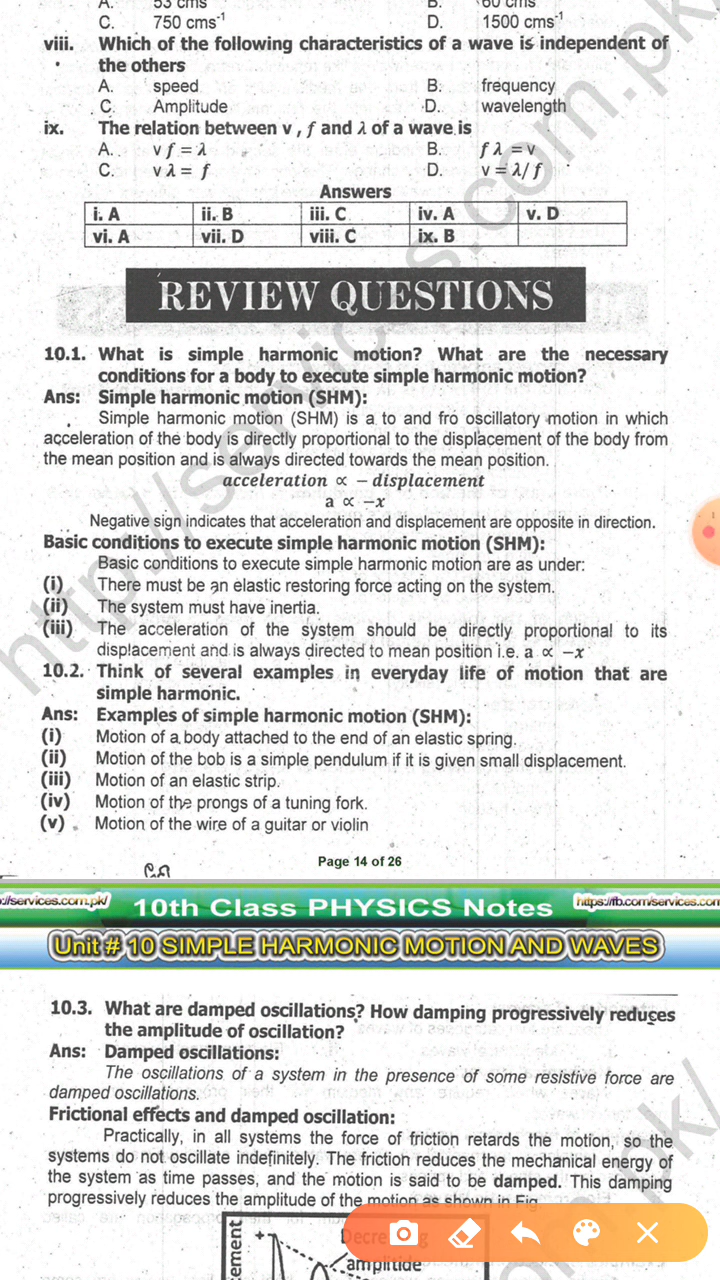 A. 53 cms B. 60 cms
C. 750 cms⁻¹ D. 1500 cms⁻¹
viii. Which of the following characteristics of a wave is independent of
the others
A. speed B. frequency
C. Amplitude D. wavelength
ix. The relation between v , f and λ of a wave is
A. v f = λ B. f λ = v
C. v λ = f D. v = λ/f
Answers
i. A ii. B iii. C iv. A v. D
vi. A vii. D viii. C ix. B
REVIEW QUESTIONS
10.1. What is simple harmonic motion? What are the necessary
conditions for a body to execute simple harmonic motion?
Ans: Simple harmonic motion (SHM):
Simple harmonic motion (SHM) is a to and fro oscillatory motion in which
acceleration of the body is directly proportional to the displacement of the body from
the mean position and is always directed towards the mean position.
acceleration ∝ − displacement
a ∝ −x
Negative sign indicates that acceleration and displacement are opposite in direction.
Basic conditions to execute simple harmonic motion (SHM):
Basic conditions to execute simple harmonic motion are as under:
(i) There must be an elastic restoring force acting on the system.
(ii) The system must have inertia.
(iii) The acceleration of the system should be directly proportional to its
displacement and is always directed to mean position i.e. a ∝ −x
10.2. Think of several examples in everyday life of motion that are
simple harmonic.
Ans: Examples of simple harmonic motion (SHM):
(i) Motion of a body attached to the end of an elastic spring.
(ii) Motion of the bob is a simple pendulum if it is given small displacement.
(iii) Motion of an elastic strip.
(iv) Motion of the prongs of a tuning fork.
(v) Motion of the wire of a guitar or violin
Page 14 of 26
://services.com.pk/ 10th Class PHYSICS Notes https://fb.com/services.com
Unit # 10 SIMPLE HARMONIC MOTION AND WAVES
10.3. What are damped oscillations? How damping progressively reduces
the amplitude of oscillation?
Ans: Damped oscillations:
The oscillations of a system in the presence of some resistive force are
damped oscillations.
Frictional effects and damped oscillation:
Practically, in all systems the force of friction retards the motion, so the
systems do not oscillate indefinitely. The friction reduces the mechanical energy of
the system as time passes, and the motion is said to be damped. This damping
progressively reduces the amplitude of the motion as shown in Fig
amplitide
http://services.com.pk/